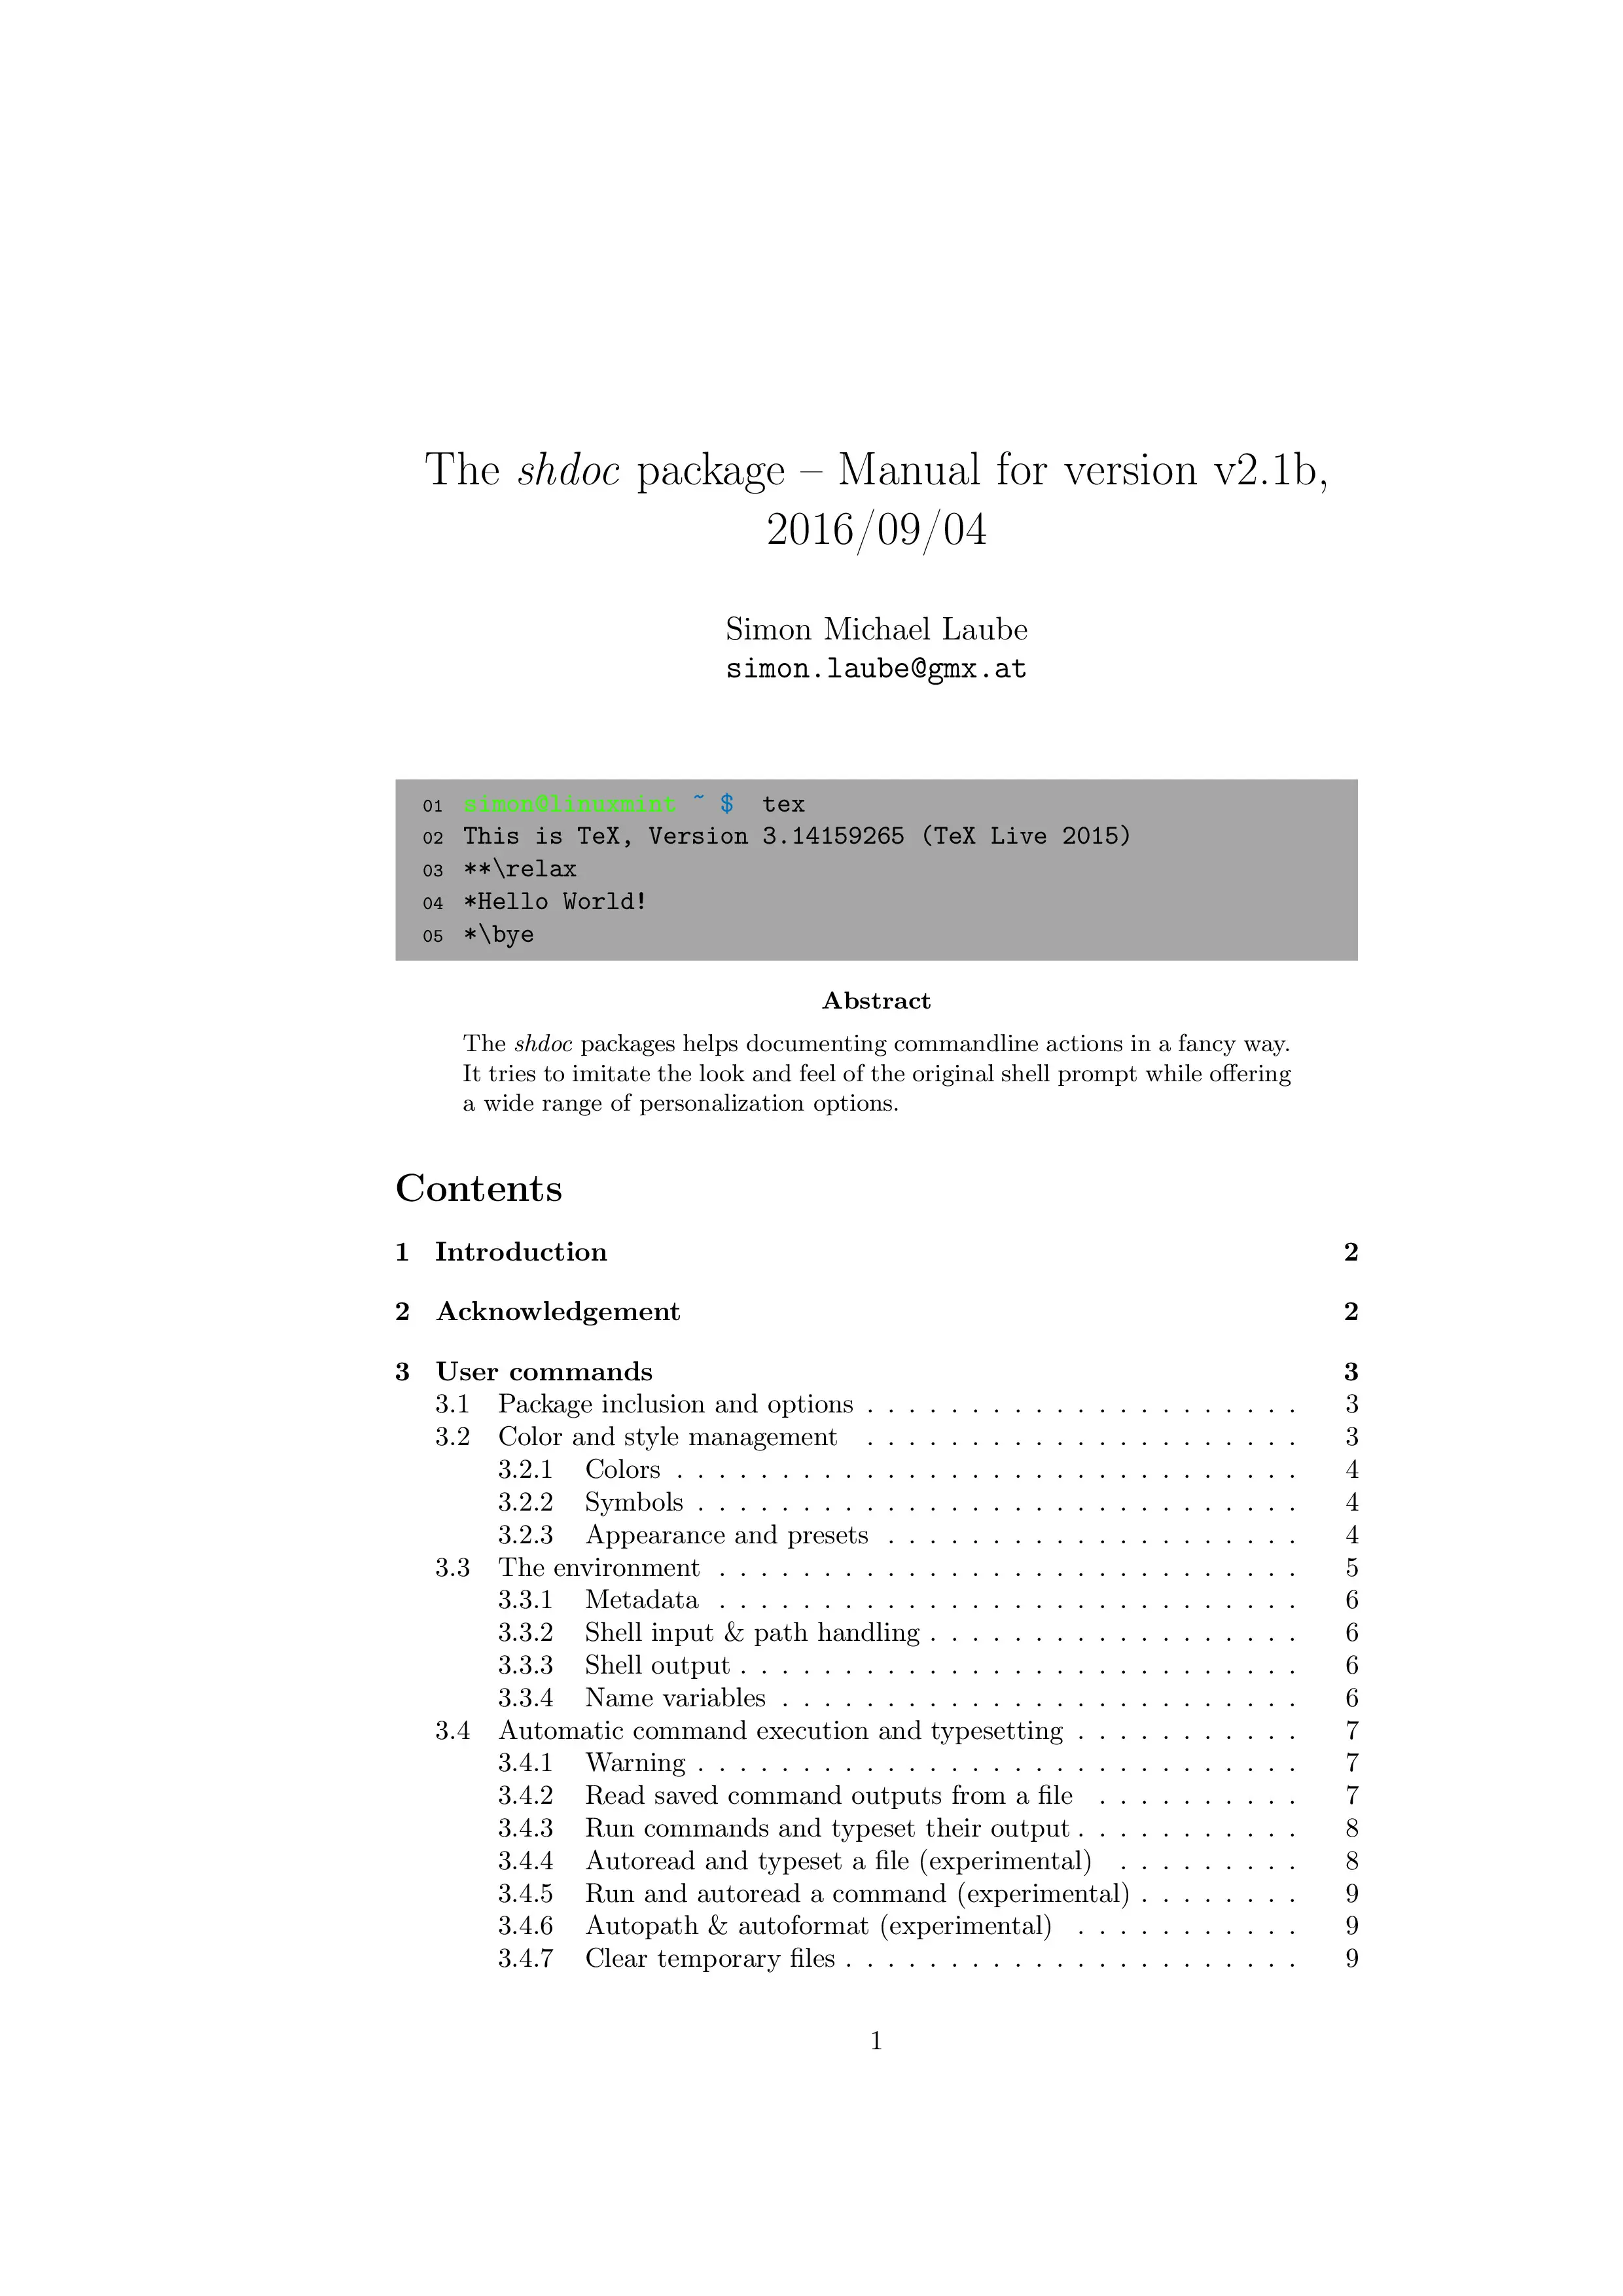 The shdoc package – Manual for version v2.1b,
2016/09/04
Simon Michael Laube
simon.laube@gmx.at
01 simon@linuxmint ~ $ tex
02 This is TeX, Version 3.14159265 (TeX Live 2015)
03 **\relax
04 *Hello World!
05 *\bye
Abstract
The shdoc packages helps documenting commandline actions in a fancy way.
It tries to imitate the look and feel of the original shell prompt while offering
a wide range of personalization options.
Contents
1 Introduction 2
2 Acknowledgement 2
3 User commands 3
3.1 Package inclusion and options . . . . . . . . . . . . . . . . . . . . . 3
3.2 Color and style management . . . . . . . . . . . . . . . . . . . . . 3
3.2.1 Colors . . . . . . . . . . . . . . . . . . . . . . . . . . . . . . 4
3.2.2 Symbols . . . . . . . . . . . . . . . . . . . . . . . . . . . . . 4
3.2.3 Appearance and presets . . . . . . . . . . . . . . . . . . . . 4
3.3 The environment . . . . . . . . . . . . . . . . . . . . . . . . . . . . 5
3.3.1 Metadata . . . . . . . . . . . . . . . . . . . . . . . . . . . . 6
3.3.2 Shell input & path handling . . . . . . . . . . . . . . . . . . 6
3.3.3 Shell output . . . . . . . . . . . . . . . . . . . . . . . . . . . 6
3.3.4 Name variables . . . . . . . . . . . . . . . . . . . . . . . . . 6
3.4 Automatic command execution and typesetting . . . . . . . . . . . 7
3.4.1 Warning . . . . . . . . . . . . . . . . . . . . . . . . . . . . . 7
3.4.2 Read saved command outputs from a file . . . . . . . . . . 7
3.4.3 Run commands and typeset their output . . . . . . . . . . . 8
3.4.4 Autoread and typeset a file (experimental) . . . . . . . . . 8
3.4.5 Run and autoread a command (experimental) . . . . . . . . 9
3.4.6 Autopath & autoformat (experimental) . . . . . . . . . . . 9
3.4.7 Clear temporary files . . . . . . . . . . . . . . . . . . . . . . 9
1